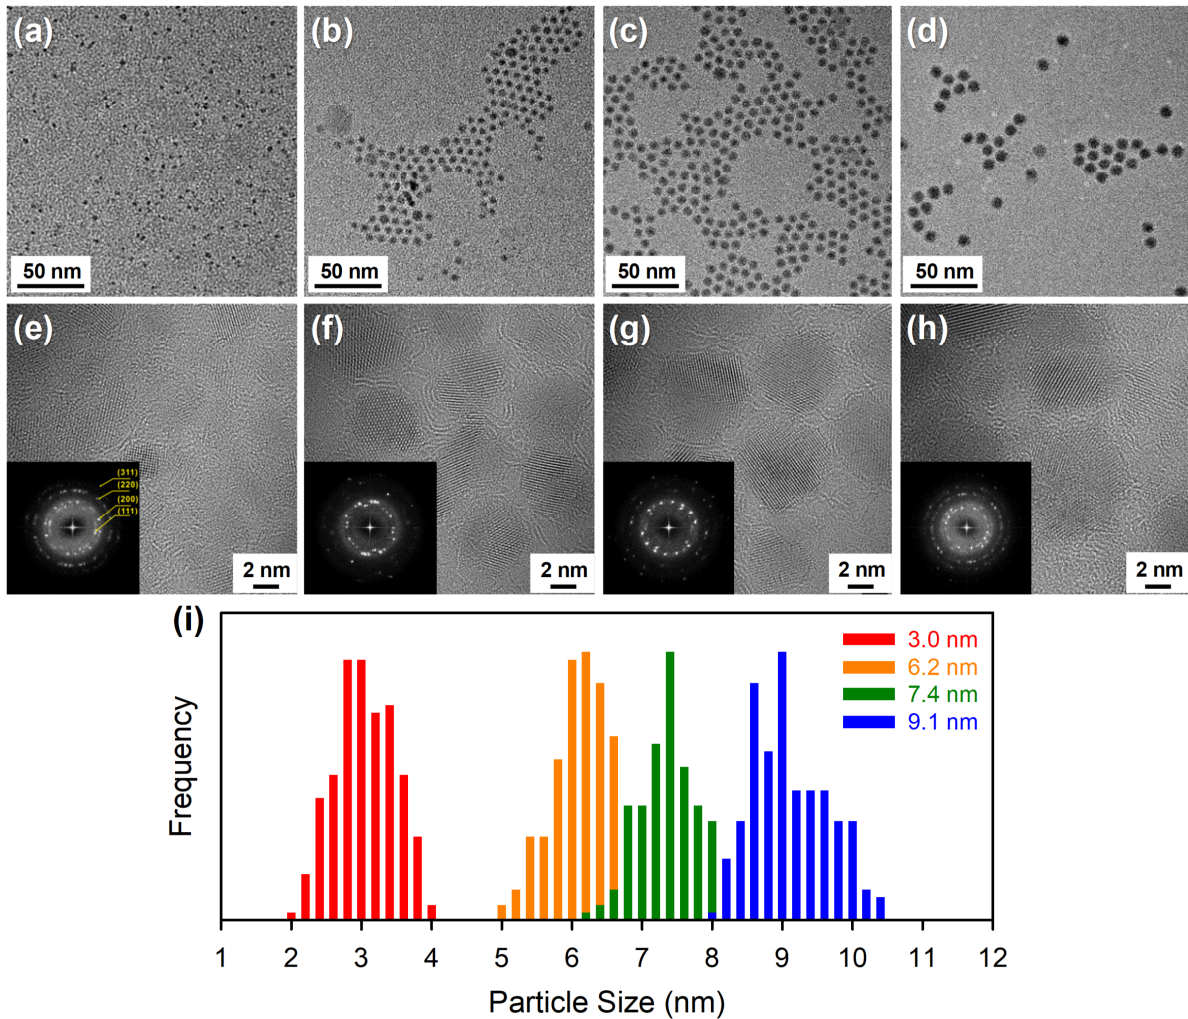 (a)
(b)
(c)
(d)
50 nm
50 nm
50 nm
50 nm
(e)
(f)
(g)
(h)
(311)
(220)
(200)
(111)
2 nm
2 nm
2 nm
2 nm
(i)
3.0 nm
6.2 nm
7.4 nm
9.1 nm
Frequency
1 2 3 4 5 6 7 8 9 10 11 12
Particle Size (nm)